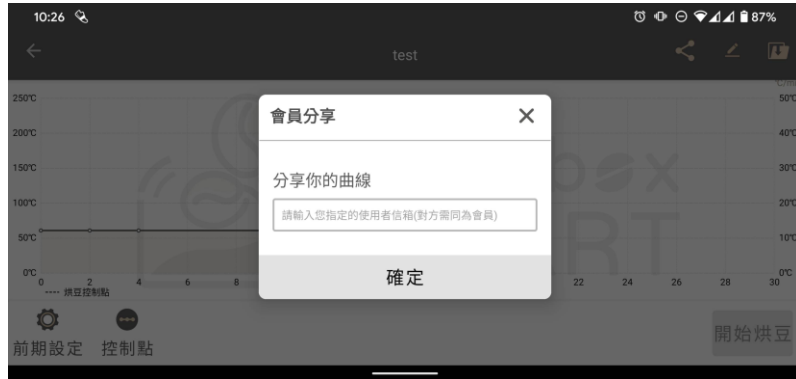 10:26
87%
test
會員分享
分享你的曲線
請輸入您指定的使用者信箱(對方需同為會員)
確定
250℃
200℃
150℃
100℃
50℃
0℃
50℃
40℃
30℃
20℃
10℃
0℃
0 2 4 6 8 22 24 26 28 30
---- 烘豆控制點
前期設定
控制點
開始烘豆